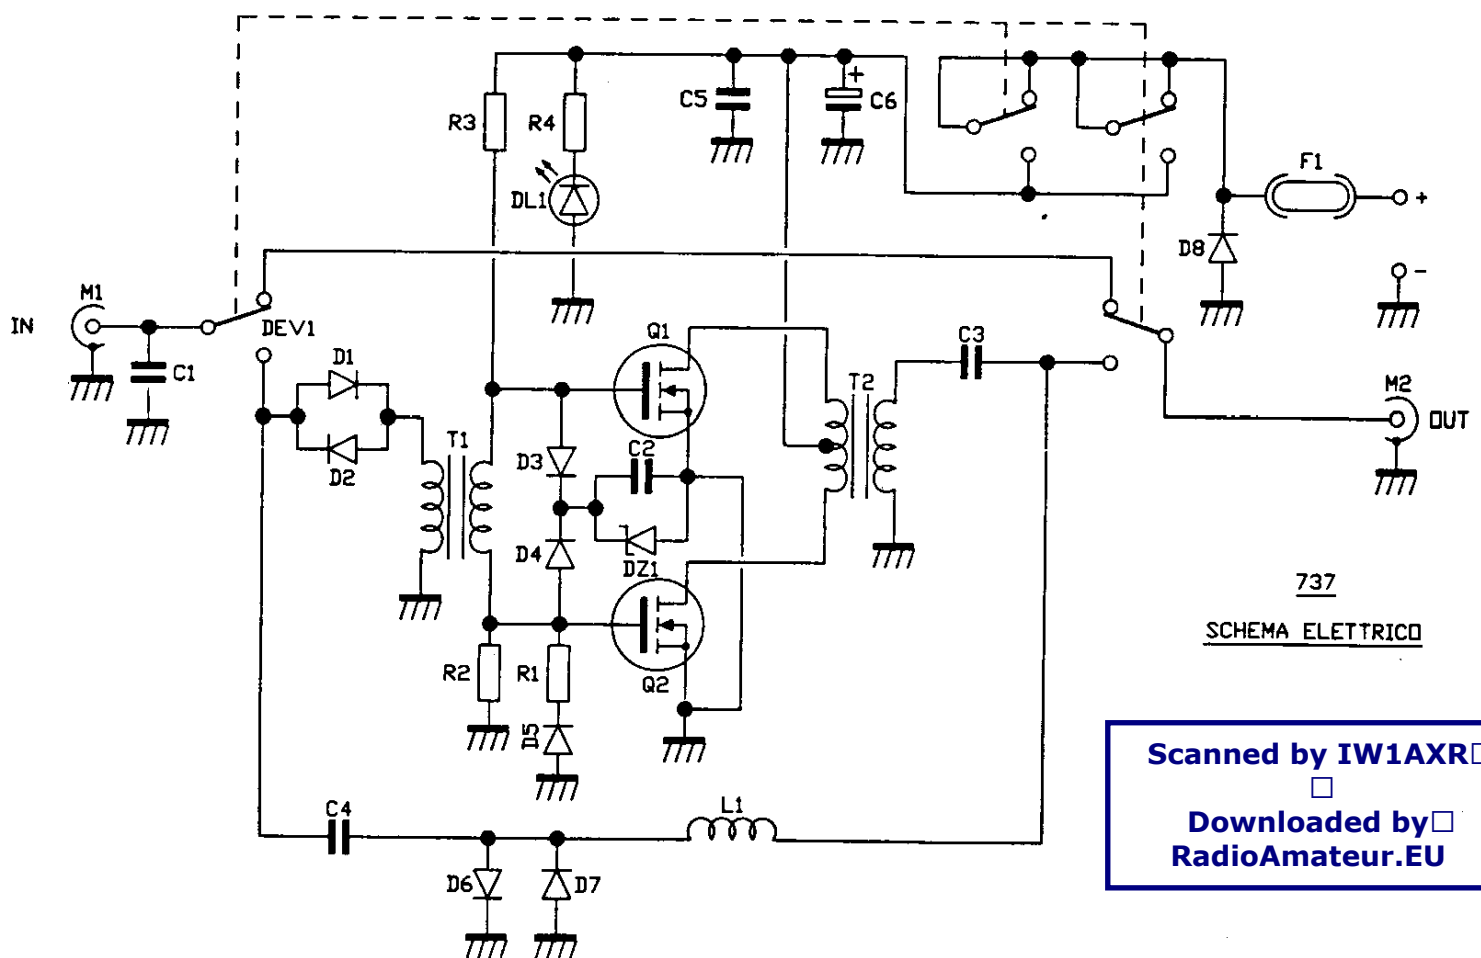 R3
R4
DL1
C5
+
C6
F1
+
D8
-
IN
M1
DEV1
C1
D1
D2
T1
Q1
C2
D3
D4
DZ1
Q2
R2
R1
D5
T2
C3
M2
OUT
737
SCHEMA ELETTRICO
C4
L1
D6
D7
Scanned by IW1AXR
Downloaded by
RadioAmateur.EU